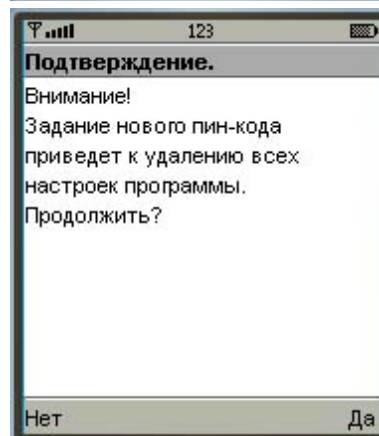 123
Подтверждение.
Внимание!
Задание нового пин-кода
приведет к удалению всех
настроек программы.
Продолжить?
Нет Да